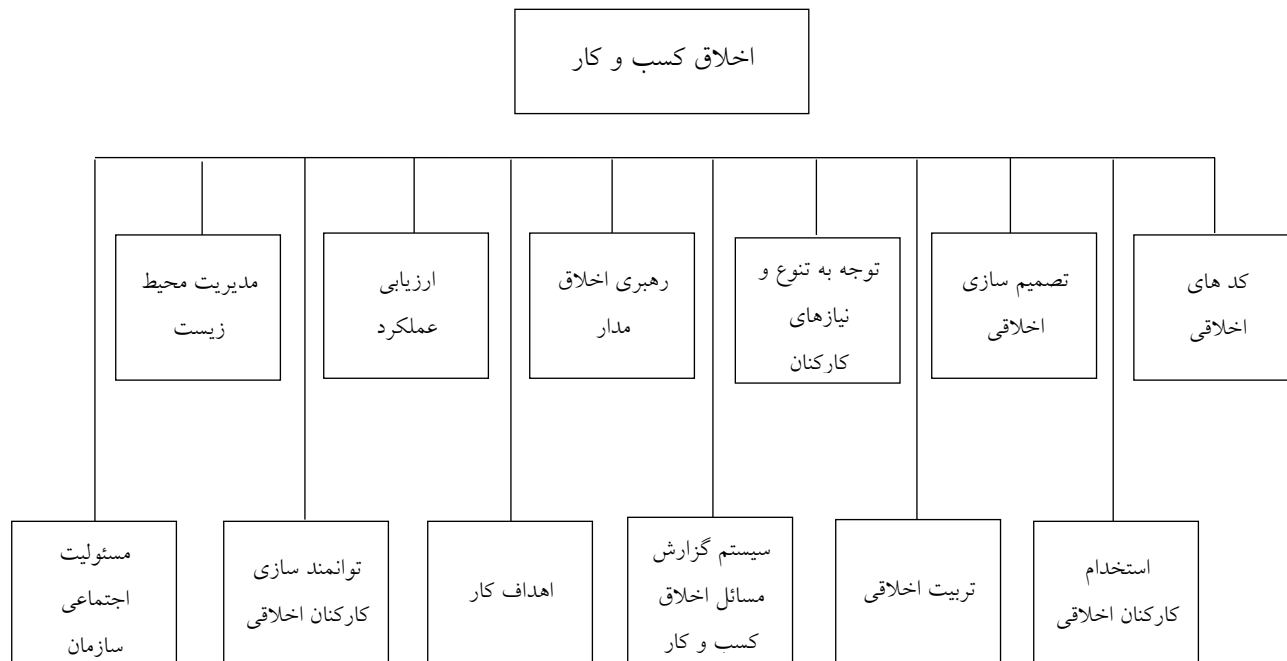 اخلاق کسب و کار
کد های
اخلاقی
تصمیم سازی
اخلاقی
توجه به تنوع و
نیازهای
کارکنان
رهبری اخلاق
مدار
ارزیابی
عملکرد
مدیریت محیط
زیست
استخدام
کارکنان اخلاقی
تربیت اخلاقی
سیستم گزارش
مسائل اخلاق
کسب و کار
اهداف کار
توانمند سازی
کارکنان اخلاقی
مسئولیت
اجتماعی
سازمان